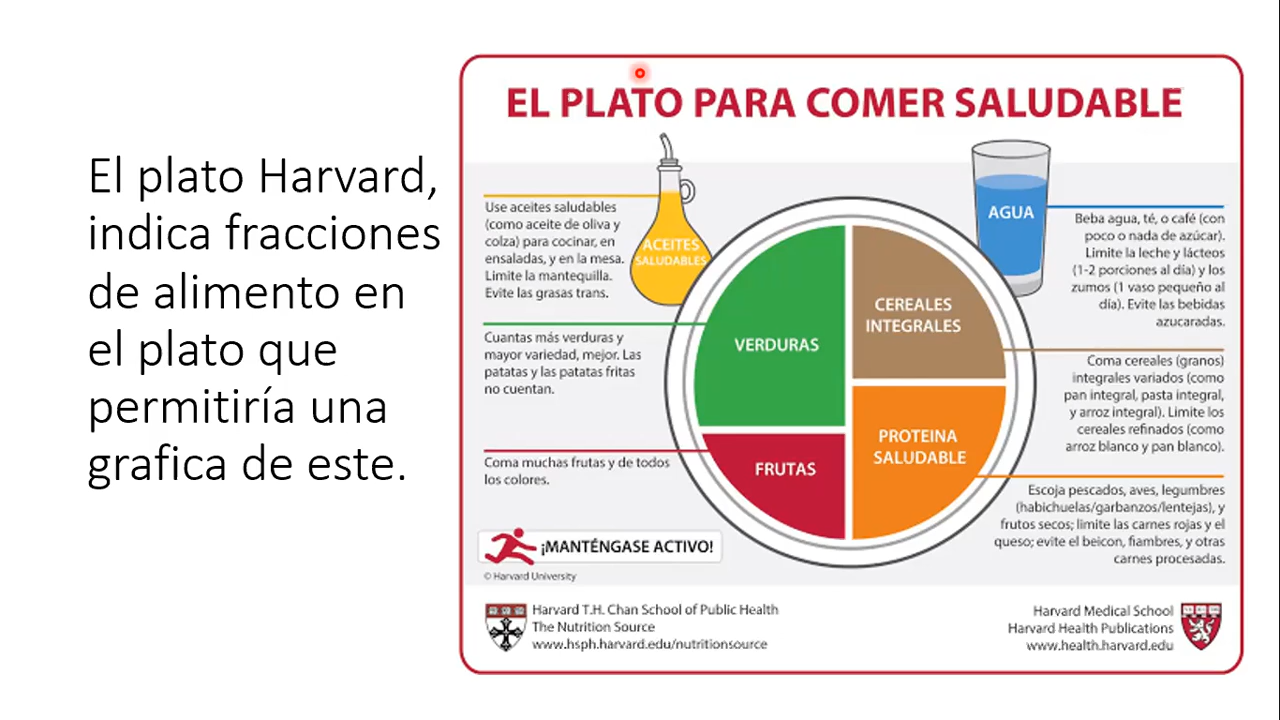 El plato Harvard,
indica fracciones
de alimento en
el plato que
permitiría una
grafica de este.
EL PLATO PARA COMER SALUDABLE
Use aceites saludables
(como aceite de oliva y
colza) para cocinar, en
ensaladas, y en la mesa.
Limite la mantequilla.
Evite las grasas trans.
ACEITES
SALUDABLES
AGUA
Beba agua, té, o café (con
poco o nada de azúcar).
Limite la leche y lácteos
(1-2 porciones al día) y los
zumos (1 vaso pequeño al
día). Evite las bebidas
azucaradas.
Cuantas más verduras y
mayor variedad, mejor. Las
patatas y las patatas fritas
no cuentan.
VERDURAS
CEREALES
INTEGRALES
Coma cereales (granos)
integrales variados (como
pan integral, pasta integral,
y arroz integral). Limite los
cereales refinados (como
arroz blanco y pan blanco).
Coma muchas frutas y de todos
los colores.
FRUTAS
PROTEINA
SALUDABLE
Escoja pescados, aves, legumbres
(habichuelas/garbanzos/lentejas), y
frutos secos; limite las carnes rojas y el
queso; evite el beicon, fiambres, y otras
carnes procesadas.
¡MANTÉNGASE ACTIVO!
© Harvard University
Harvard T.H. Chan School of Public Health
The Nutrition Source
www.hsph.harvard.edu/nutritionsource
Harvard Medical School
Harvard Health Publications
www.health.harvard.edu